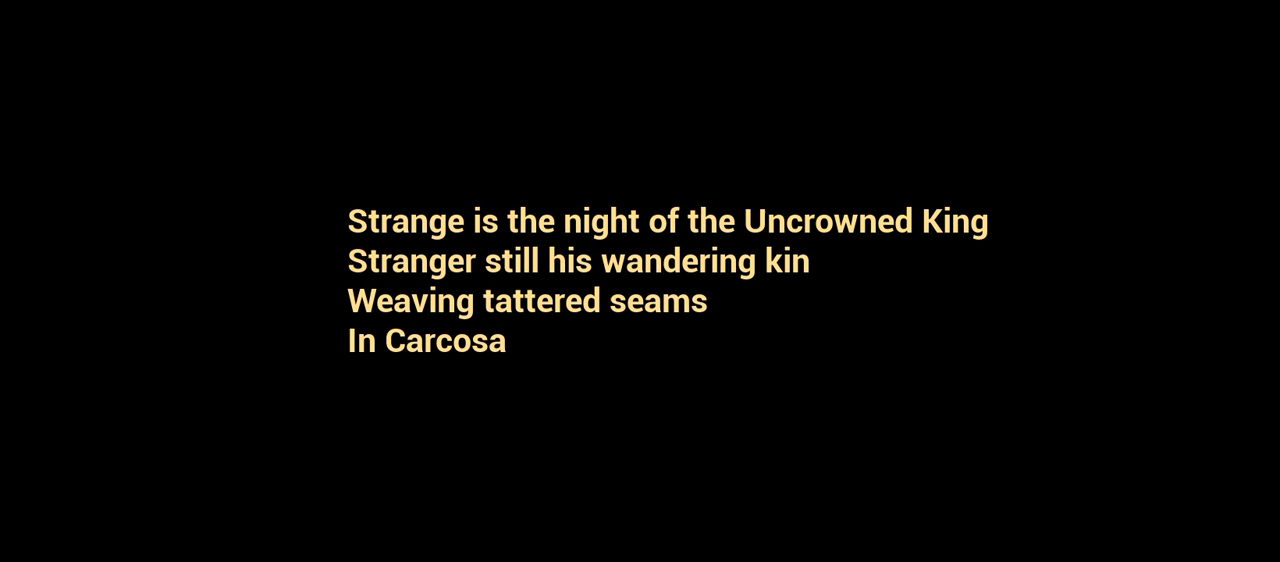 Strange is the night of the Uncrowned King
Stranger still his wandering kin
Weaving tattered seams
In Carcosa